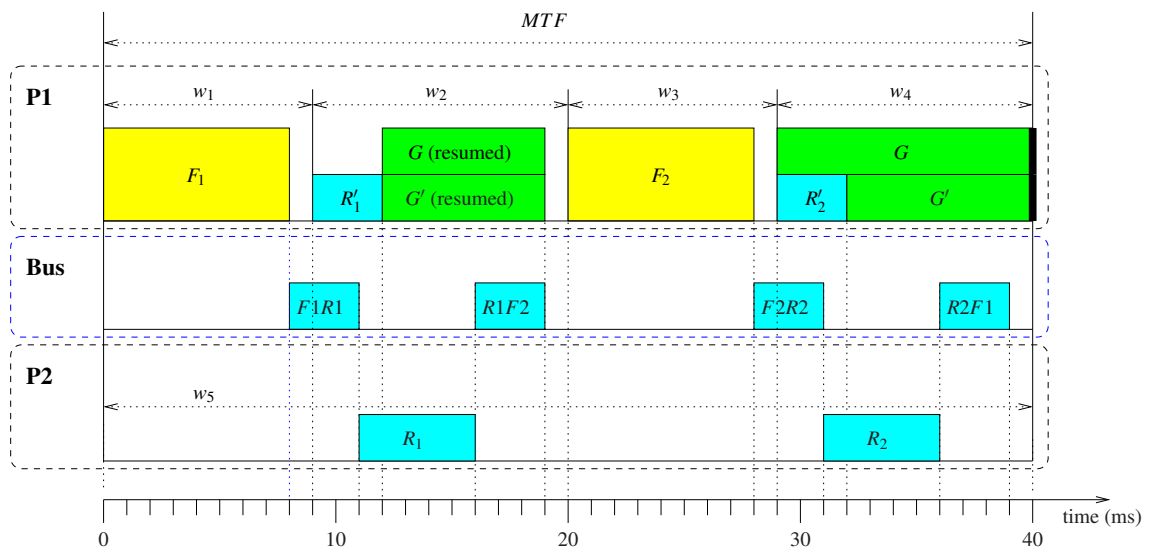 MTF
P1
w₁ w₂ w₃ w₄
F₁
G (resumed)
R′₁
G′ (resumed)
F₂
G
R′₂
G′
Bus
F1R1
R1F2
F2R2
R2F1
P2
w₅
R₁
R₂
time (ms)
0 10 20 30 40